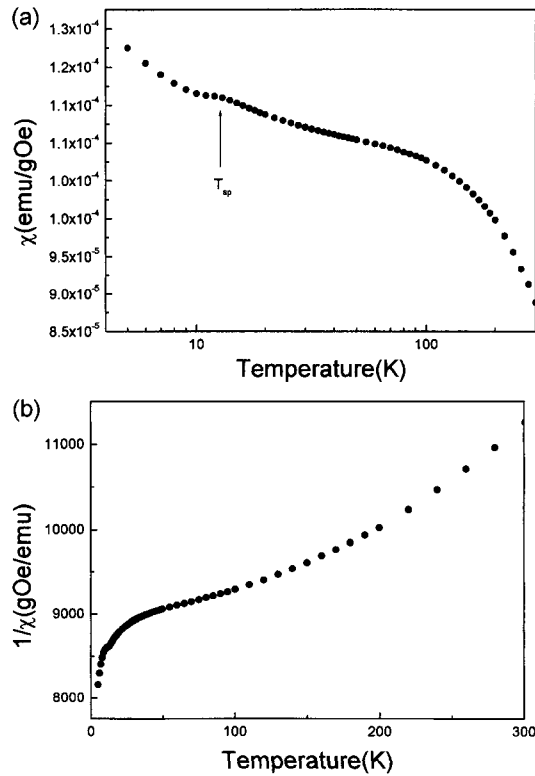 (a)
1.3x10⁻⁴
1.2x10⁻⁴
1.1x10⁻⁴
1.1x10⁻⁴
1.0x10⁻⁴
1.0x10⁻⁴
9.5x10⁻⁵
9.0x10⁻⁵
8.5x10⁻⁵
χ(emu/gOe)
T_sp
10
100
Temperature(K)
(b)
11000
10000
9000
8000
1/χ(gOe/emu)
0
100
200
300
Temperature(K)